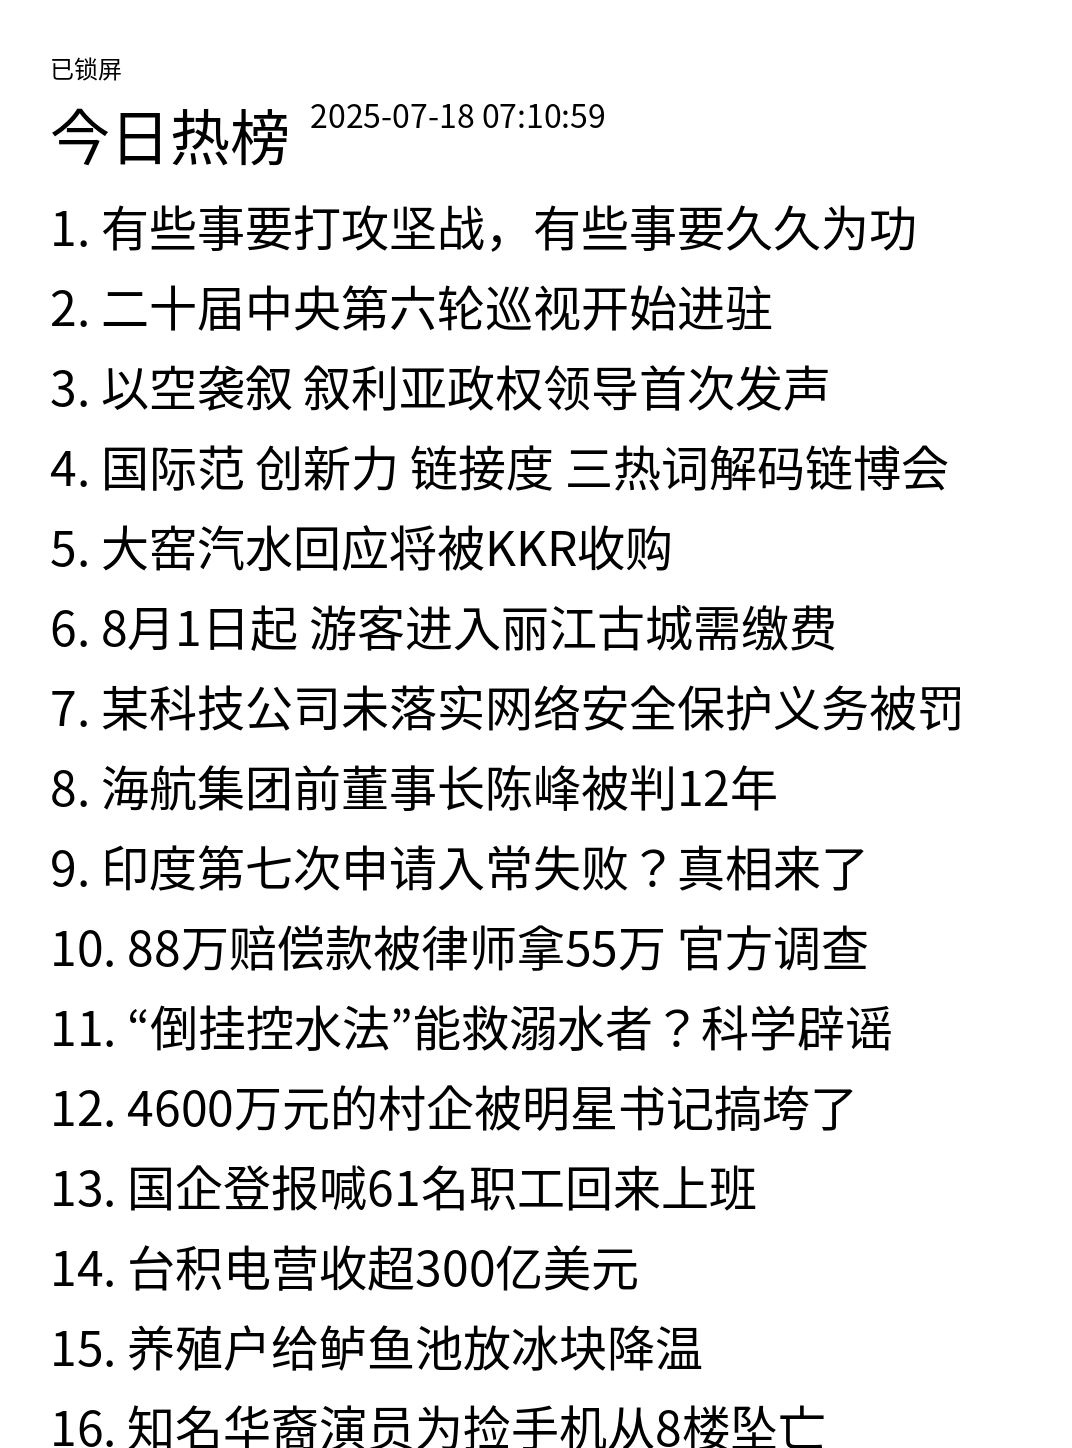 已锁屏
今日热榜 2025-07-18 07:10:59
1. 有些事要打攻坚战，有些事要久久为功
2. 二十届中央第六轮巡视开始进驻
3. 以空袭叙 叙利亚政权领导首次发声
4. 国际范 创新力 链接度 三热词解码链博会
5. 大窑汽水回应将被KKR收购
6. 8月1日起 游客进入丽江古城需缴费
7. 某科技公司未落实网络安全保护义务被罚
8. 海航集团前董事长陈峰被判12年
9. 印度第七次申请入常失败？真相来了
10. 88万赔偿款被律师拿55万 官方调查
11. “倒挂控水法”能救溺水者？科学辟谣
12. 4600万元的村企被明星书记搞垮了
13. 国企登报喊61名职工回来上班
14. 台积电营收超300亿美元
15. 养殖户给鲈鱼池放冰块降温
16. 知名华裔演员为捡手机从8楼坠亡